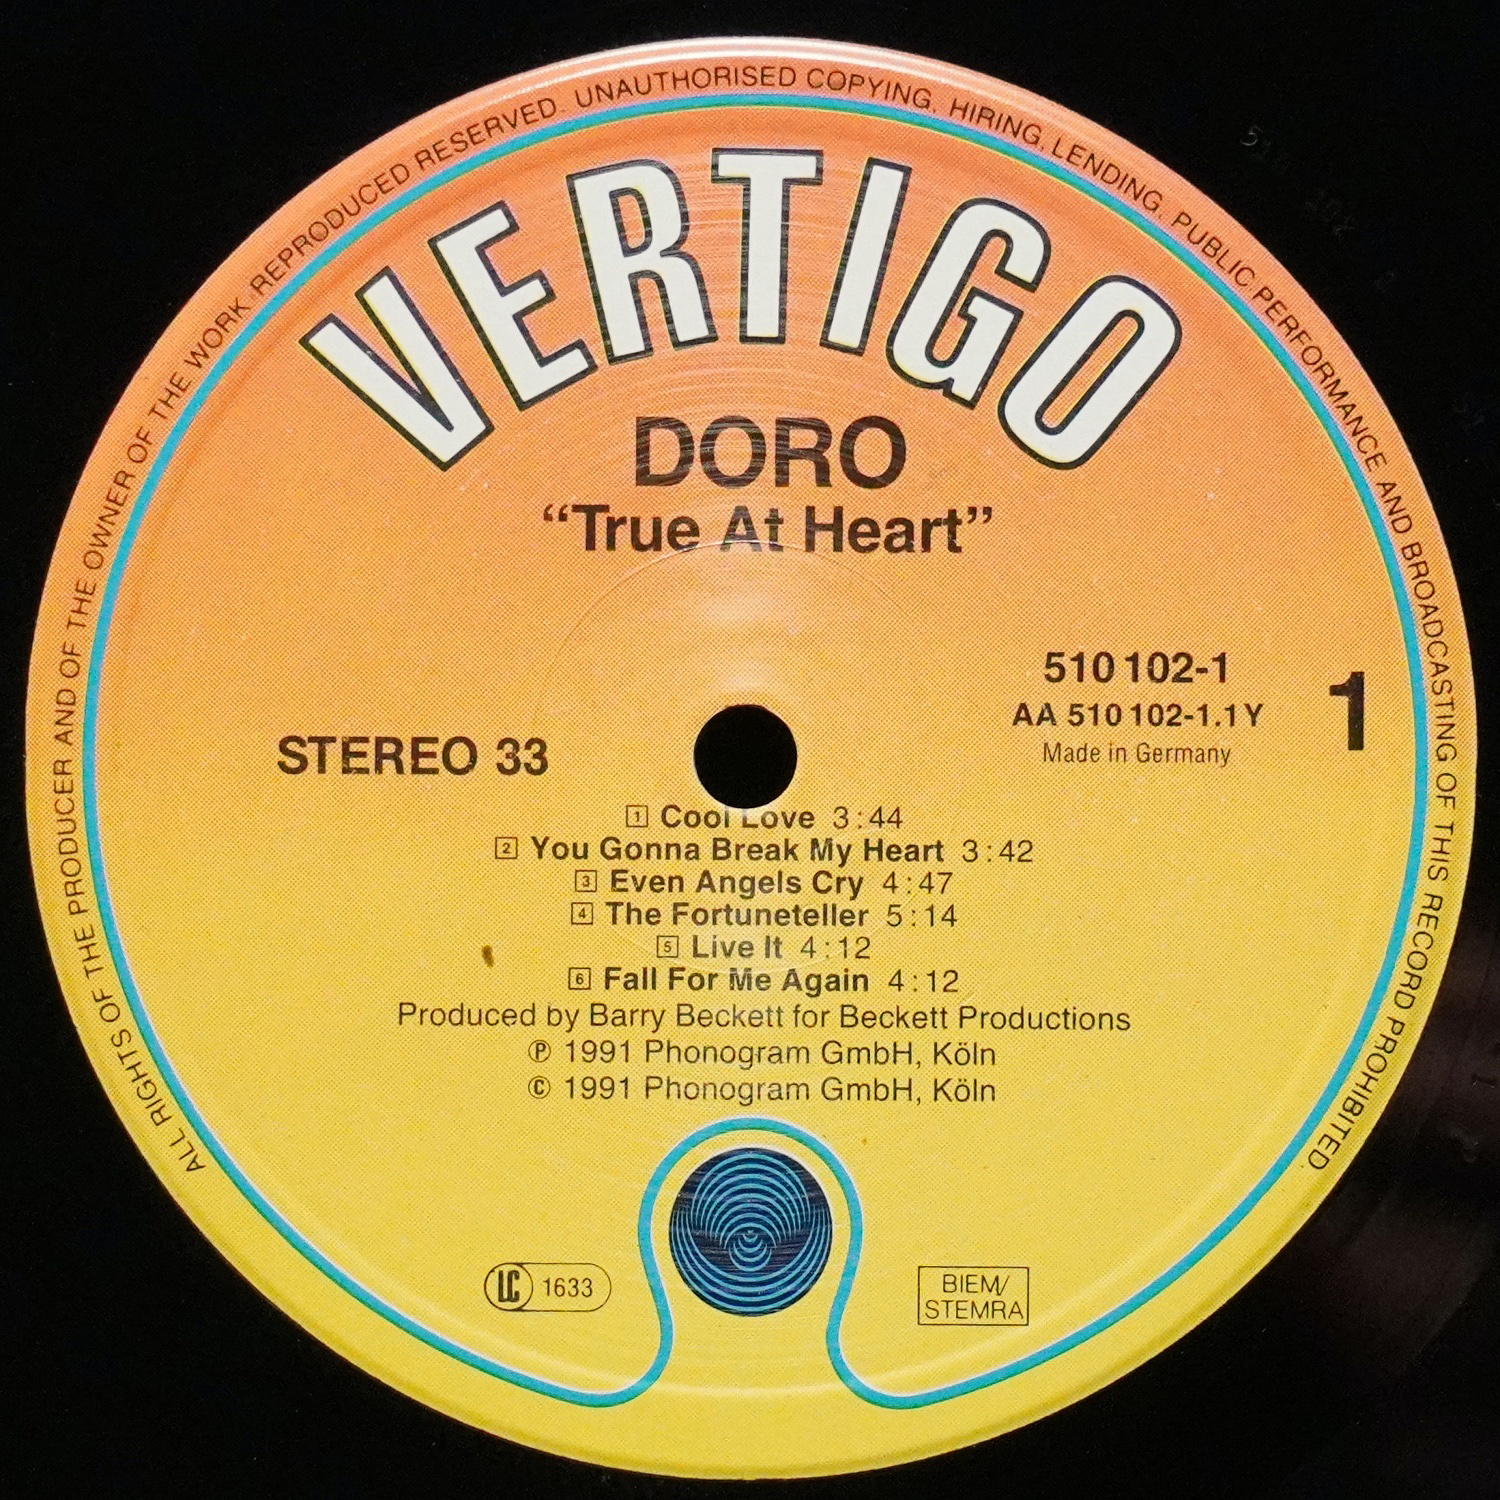 ALL RIGHTS OF THE PRODUCER AND OF THE OWNER OF THE WORK REPRODUCED RESERVED. UNAUTHORISED COPYING, HIRING, LENDING, PUBLIC PERFORMANCE AND BROADCASTING OF THIS RECORD PROHIBITED.
VERTIGO
DORO
“True At Heart”
510 102-1
AA 510 102-1.1Y
Made in Germany
1
STEREO 33
1 Cool Love 3:44
2 You Gonna Break My Heart 3:42
3 Even Angels Cry 4:47
4 The Fortuneteller 5:14
5 Live It 4:12
6 Fall For Me Again 4:12
Produced by Barry Beckett for Beckett Productions
℗ 1991 Phonogram GmbH, Köln
© 1991 Phonogram GmbH, Köln
LC 1633
BIEM/
STEMRA